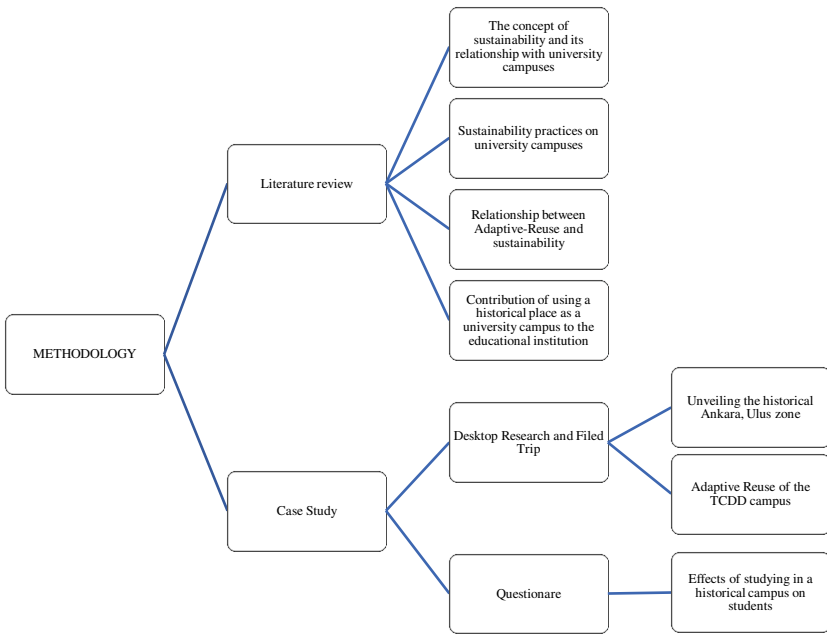 METHODOLOGY
Literature review
The concept of
sustainability and its
relationship with university
campuses
Sustainability practices on
university campuses
Relationship between
Adaptive-Reuse and
sustainability
Contribution of using a
historical place as a
university campus to the
educational institution
Case Study
Desktop Research and Filed
Trip
Unveiling the historical
Ankara, Ulus zone
Adaptive Reuse of the
TCDD campus
Questionare
Effects of studying in a
historical campus on
students